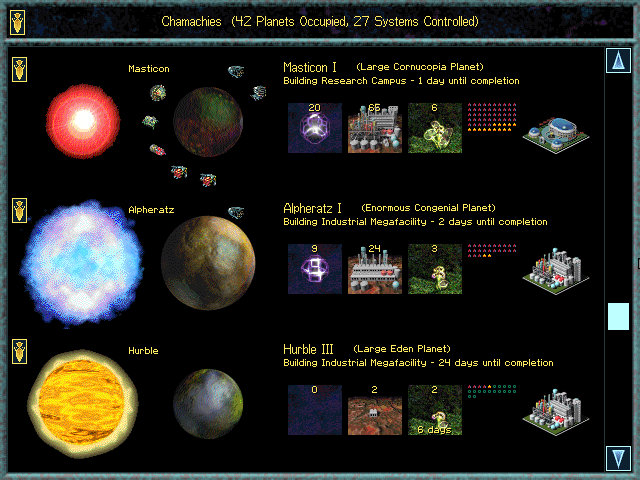 Chamachies (42 Planets Occupied, 27 Systems Controlled)
Masticon
Masticon I (Large Cornucopia Planet)
Building Research Campus - 1 day until completion
20 65 6
Alpheratz
Alpheratz I (Enormous Congenial Planet)
Building Industrial Megafacility - 2 days until completion
9 24 3
Hurble
Hurble III (Large Eden Planet)
Building Industrial Megafacility - 24 days until completion
0 2 2
6 days